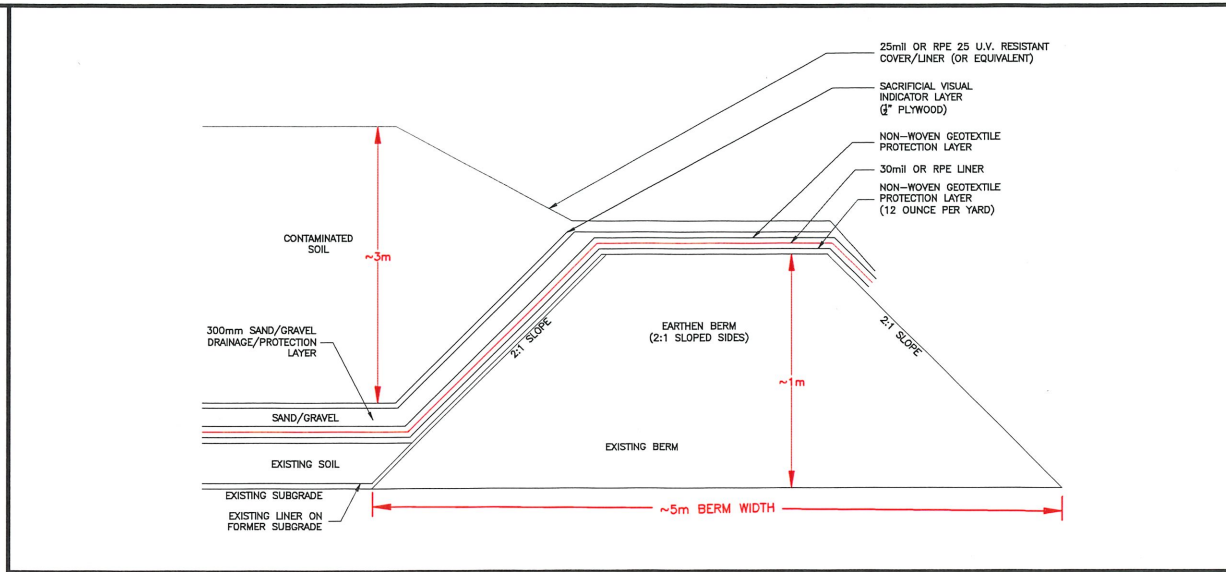 25mil OR RPE 25 U.V. RESISTANT
COVER/LINER (OR EQUIVALENT)
SACRIFICIAL VISUAL
INDICATOR LAYER
(½" PLYWOOD)
NON-WOVEN GEOTEXTILE
PROTECTION LAYER
30mil OR RPE LINER
NON-WOVEN GEOTEXTILE
PROTECTION LAYER
(12 OUNCE PER YARD)
CONTAMINATED
SOIL
~3m
300mm SAND/GRAVEL
DRAINAGE/PROTECTION
LAYER
2:1 SLOPE
EARTHEN BERM
(2:1 SLOPED SIDES)
2:1 SLOPE
~1m
SAND/GRAVEL
EXISTING BERM
EXISTING SOIL
EXISTING SUBGRADE
EXISTING LINER ON
FORMER SUBGRADE
~5m BERM WIDTH